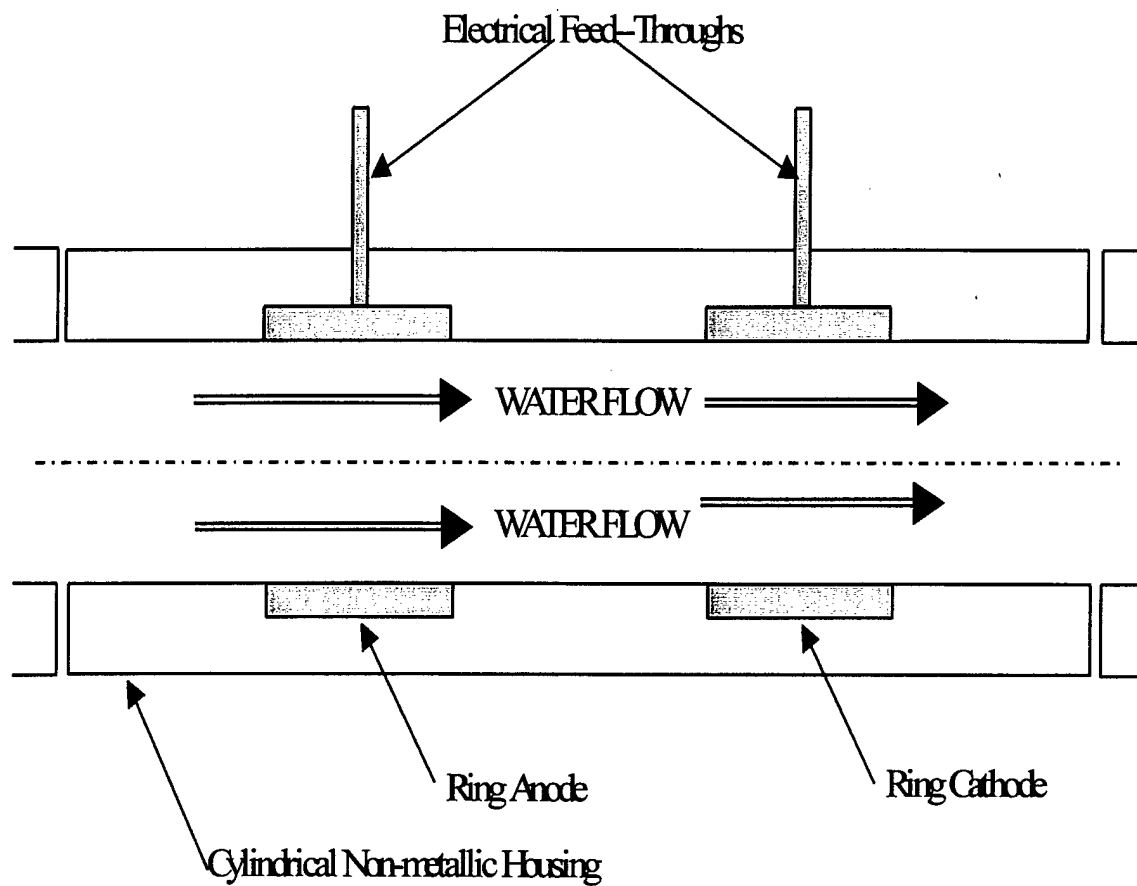 Electrical Feed-Throughs
WATER FLOW
WATER FLOW
Ring Anode
Ring Cathode
Cylindrical Non-metallic Housing